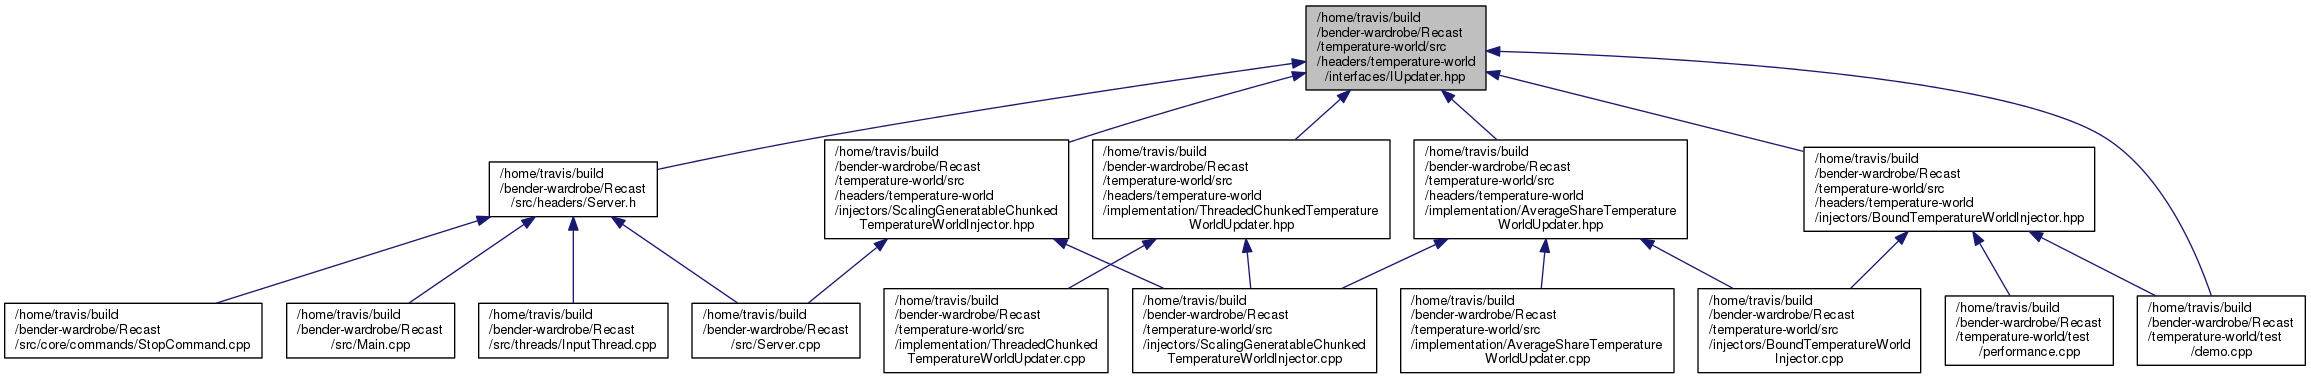 /home/travis/build
/bender-wardrobe/Recast
/temperature-world/src
/headers/temperature-world
/interfaces/IUpdater.hpp
/home/travis/build
/bender-wardrobe/Recast
/src/headers/Server.h
/home/travis/build
/bender-wardrobe/Recast
/temperature-world/src
/headers/temperature-world
/injectors/ScalingGeneratableChunked
TemperatureWorldInjector.hpp
/home/travis/build
/bender-wardrobe/Recast
/temperature-world/src
/headers/temperature-world
/implementation/ThreadedChunkedTemperature
WorldUpdater.hpp
/home/travis/build
/bender-wardrobe/Recast
/temperature-world/src
/headers/temperature-world
/implementation/AverageShareTemperature
WorldUpdater.hpp
/home/travis/build
/bender-wardrobe/Recast
/temperature-world/src
/headers/temperature-world
/injectors/BoundTemperatureWorldInjector.hpp
/home/travis/build
/bender-wardrobe/Recast
/src/core/commands/StopCommand.cpp
/home/travis/build
/bender-wardrobe/Recast
/src/Main.cpp
/home/travis/build
/bender-wardrobe/Recast
/src/threads/InputThread.cpp
/home/travis/build
/bender-wardrobe/Recast
/src/Server.cpp
/home/travis/build
/bender-wardrobe/Recast
/temperature-world/src
/implementation/ThreadedChunked
TemperatureWorldUpdater.cpp
/home/travis/build
/bender-wardrobe/Recast
/temperature-world/src
/injectors/ScalingGeneratableChunked
TemperatureWorldInjector.cpp
/home/travis/build
/bender-wardrobe/Recast
/temperature-world/src
/implementation/AverageShareTemperature
WorldUpdater.cpp
/home/travis/build
/bender-wardrobe/Recast
/temperature-world/src
/injectors/BoundTemperatureWorld
Injector.cpp
/home/travis/build
/bender-wardrobe/Recast
/temperature-world/test
/performance.cpp
/home/travis/build
/bender-wardrobe/Recast
/temperature-world/test
/demo.cpp